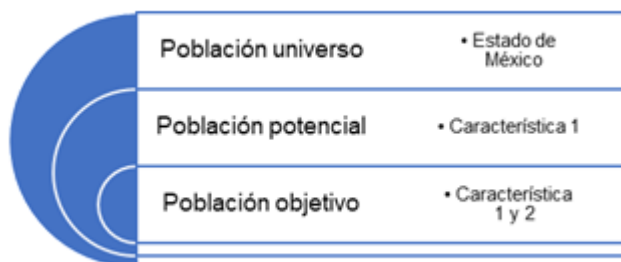 Población universo
• Estado de
México
Población potencial
• Característica 1
Población objetivo
• Característica
1 y 2